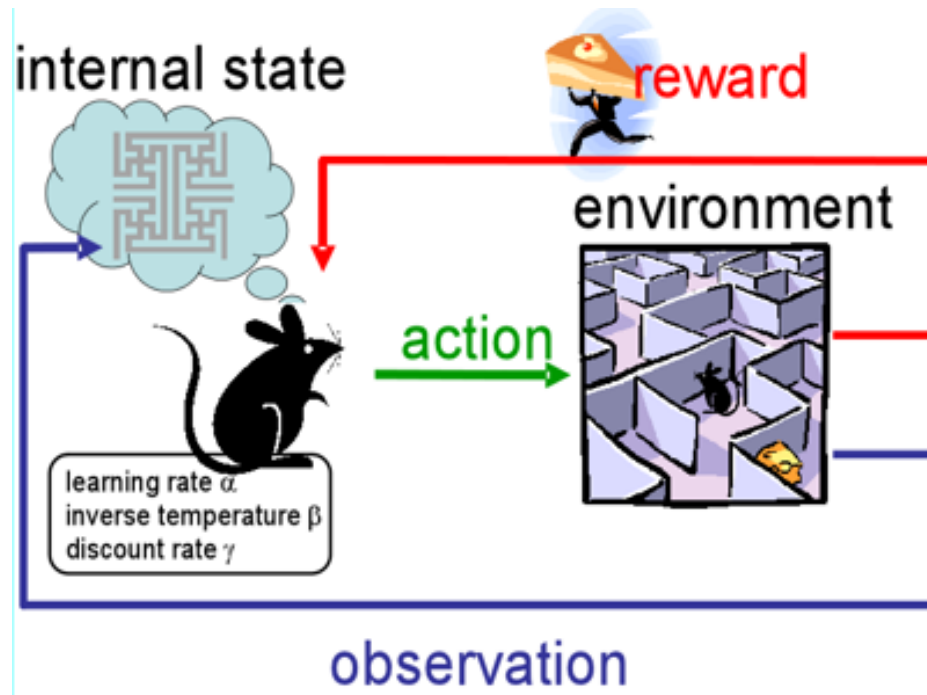 internal state
reward
environment
action
learning rate α
inverse temperature β
discount rate γ
observation